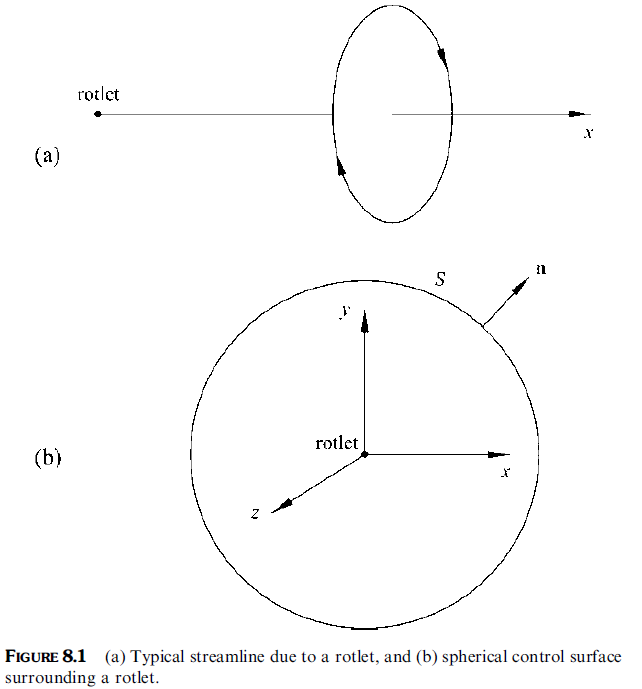 rotlet
x
(a)
S
n
y
rotlet
(b)
x
z
FIGURE 8.1 (a) Typical streamline due to a rotlet, and (b) spherical control surface
surrounding a rotlet.